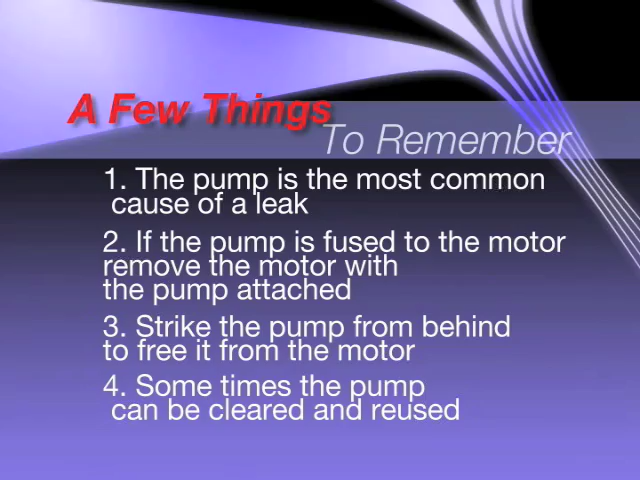 A Few Things
To Remember
1. The pump is the most common
cause of a leak
2. If the pump is fused to the motor
remove the motor with
the pump attached
3. Strike the pump from behind
to free it from the motor
4. Some times the pump
can be cleared and reused